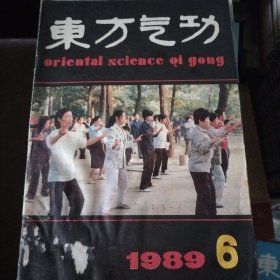 東方气功
oriental science qi gong
1989 6